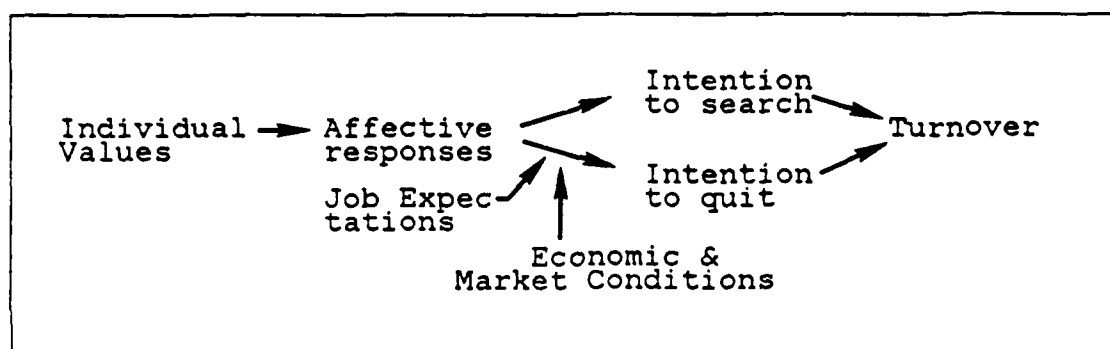 Intention
to search
Individual
Values
Affective
responses
Turnover
Job Expec
tations
Intention
to quit
Economic &
Market Conditions